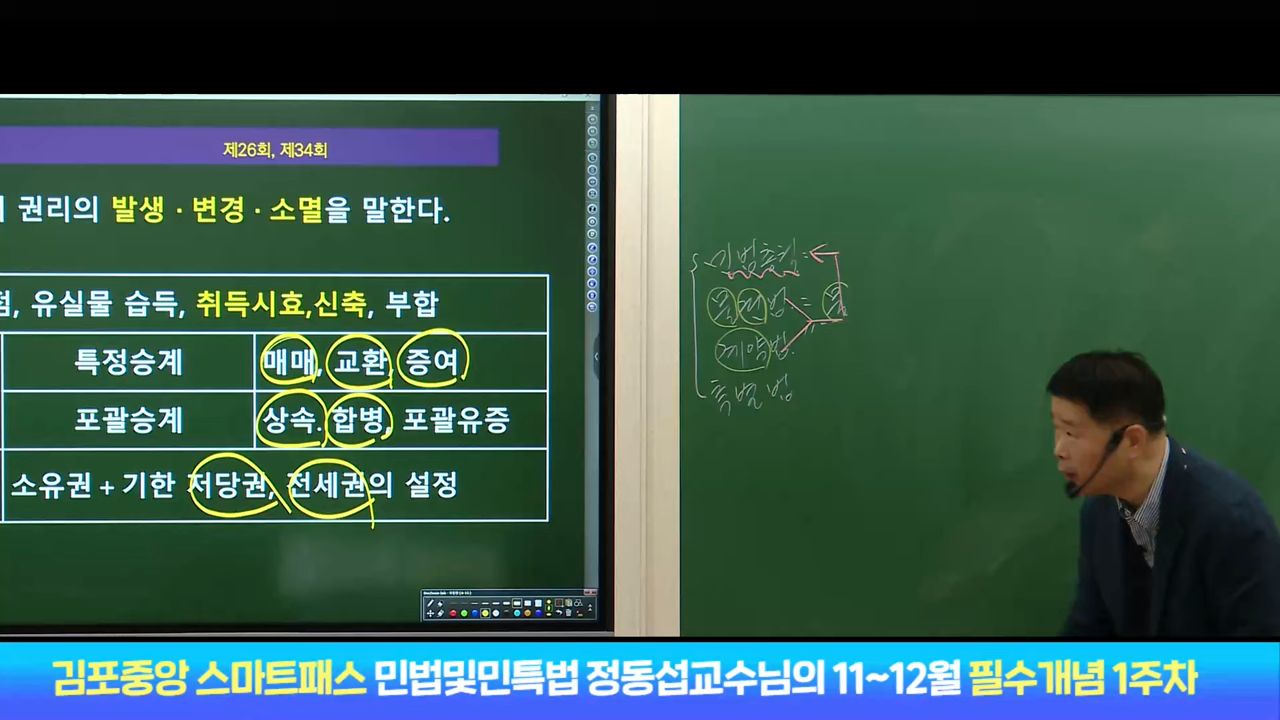 제26회, 제34회
권리의 발생 · 변경 · 소멸을 말한다.
유실물 습득, 취득시효,신축, 부합
특정승계 매매, 교환, 증여
포괄승계 상속. 합병, 포괄유증
소유권 + 기한 저당권, 전세권의 설정
민법총칙
물권법 = 물
계약법
특별법
김포중앙 스마트패스 민법및민특법 정동섭교수님의 11~12월 필수개념 1주차